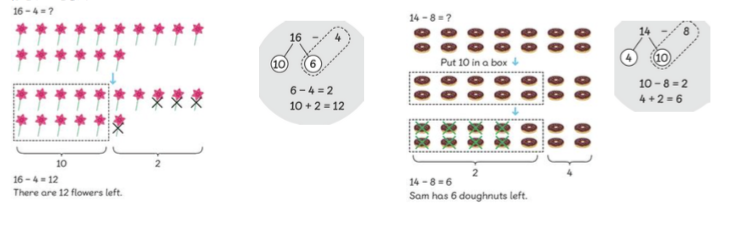 16 – 4 = ?
16 – 4
10 6
6 – 4 = 2
10 + 2 = 12
10 2
16 – 4 = 12
There are 12 flowers left.
14 – 8 = ?
Put 10 in a box
14 – 8
4 10
10 – 8 = 2
4 + 2 = 6
2 4
14 – 8 = 6
Sam has 6 doughnuts left.